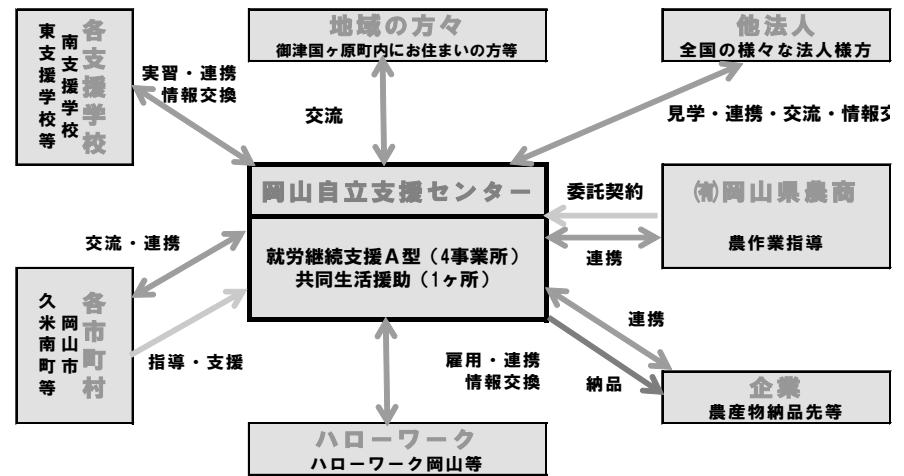 各支援学校
南支援学校
東支援学校等
地域の方々
御津国ヶ原町内にお住まいの方等
他法人
全国の様々な法人様方
実習・連携
情報交換
交流
見学・連携・交流・情報交
岡山自立支援センター
就労継続支援A型（4事業所）
共同生活援助（1ヶ所）
委託契約
連携
㈲岡山県農商
農作業指導
交流・連携
各市町村
岡山市
久米南町等
指導・支援
雇用・連携
情報交換
連携
納品
企業
農産物納品先等
ハローワーク
ハローワーク岡山等